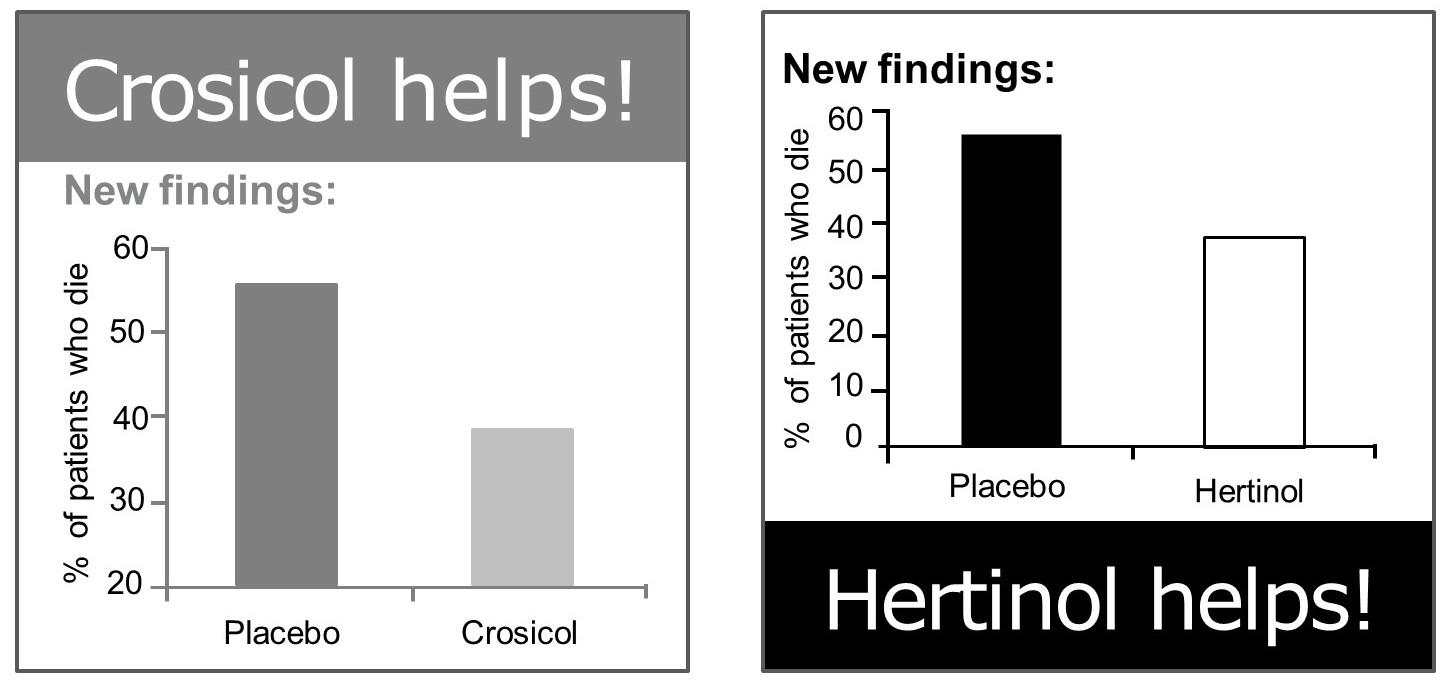 Crosicol helps!
New findings:
% of patients who die
60
50
40
30
20
Placebo Crosicol
New findings:
% of patients who die
60
50
40
30
20
10
0
Placebo Hertinol
Hertinol helps!